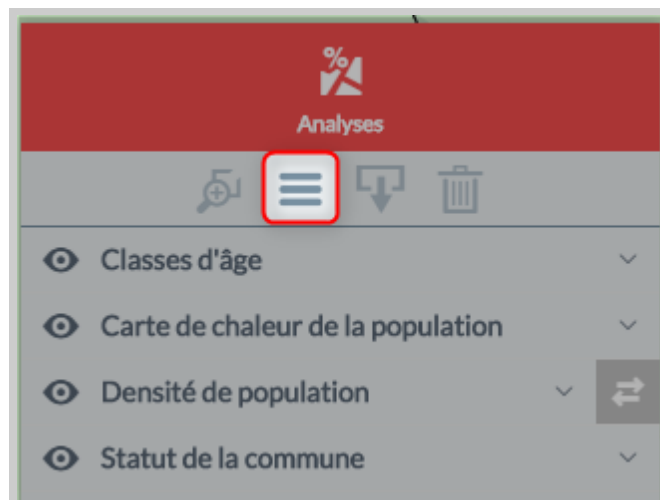 %
Analyses
Classes d'âge
Carte de chaleur de la population
Densité de population
Statut de la commune